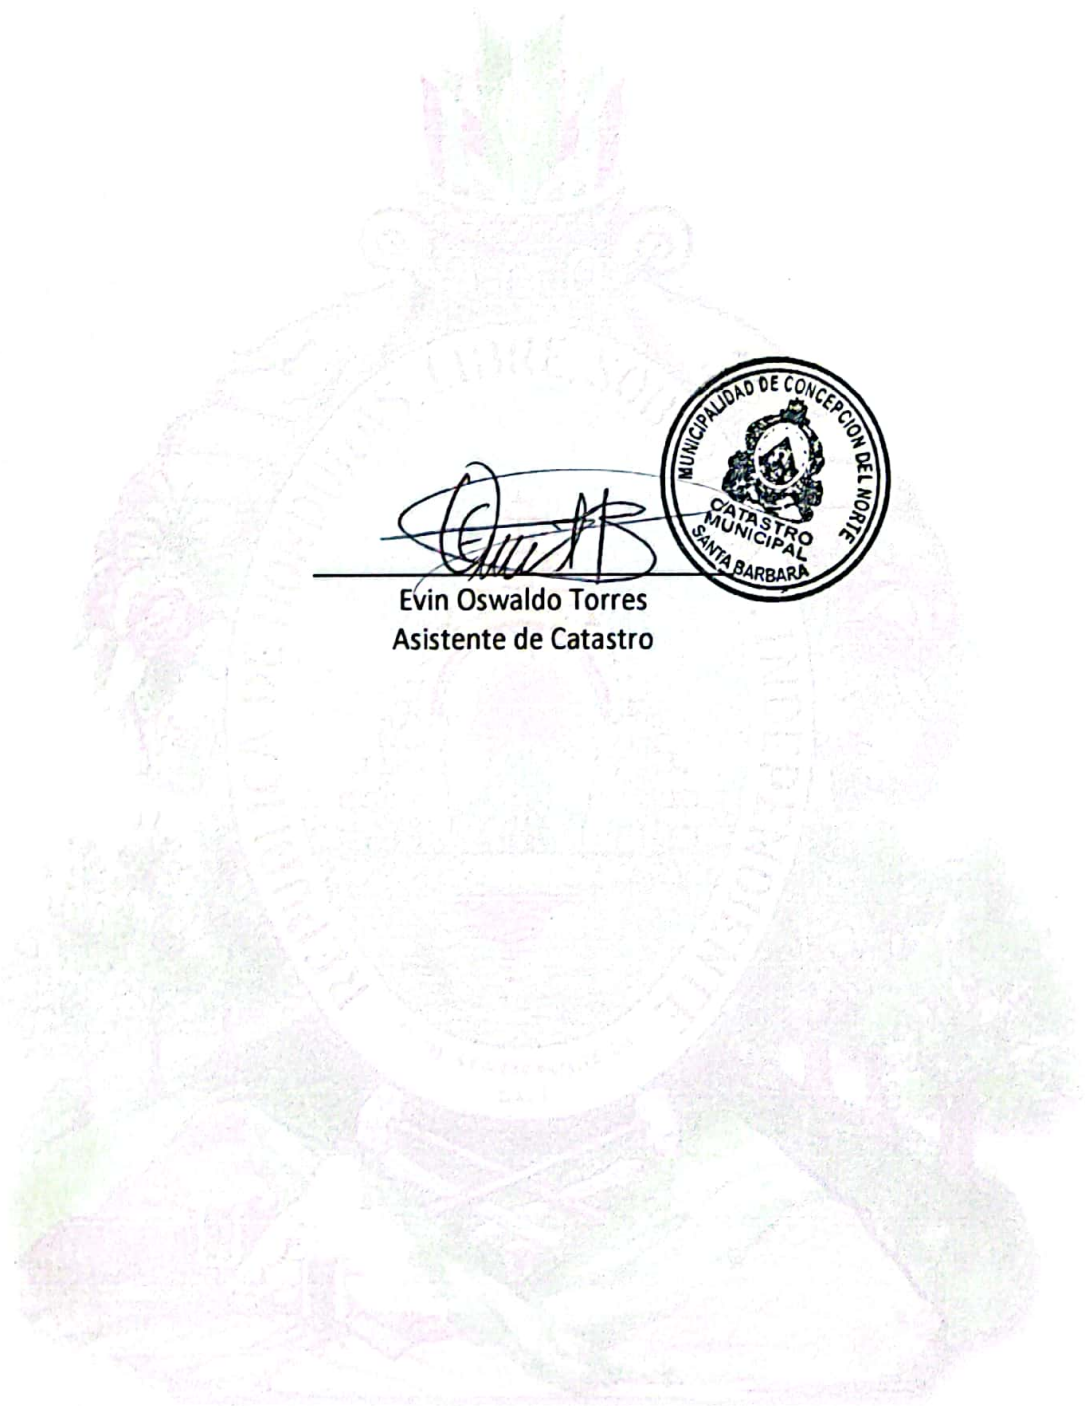 MUNICIPALIDAD DE CONCEPCION DEL NORTE
CATASTRO
MUNICIPAL
SANTA BARBARA
Evin Oswaldo Torres
Asistente de Catastro